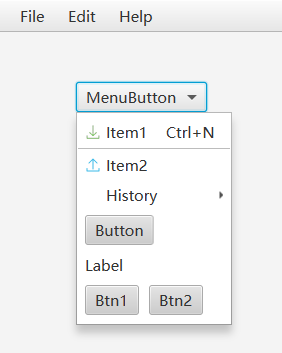 File Edit Help
MenuButton
Item1 Ctrl+N
Item2
History
Button
Label
Btn1 Btn2